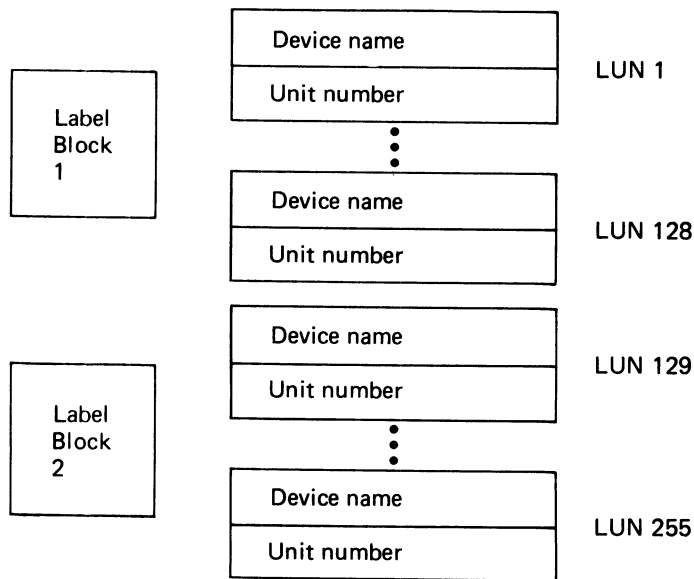 Device name
LUN 1
Unit number
Label
Block
1
Device name
LUN 128
Unit number
Device name
LUN 129
Unit number
Label
Block
2
Device name
LUN 255
Unit number